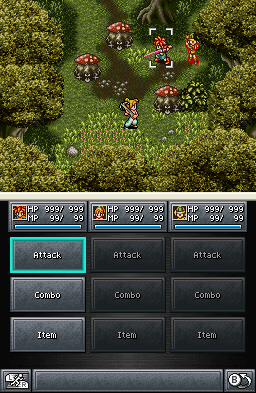 HP 999/ 999 HP 999/ 999 HP 999/ 999
MP 99/ 99 MP 99/ 99 MP 99/ 99
Attack Attack Attack
Combo Combo Combo
Item Item Item
L R B